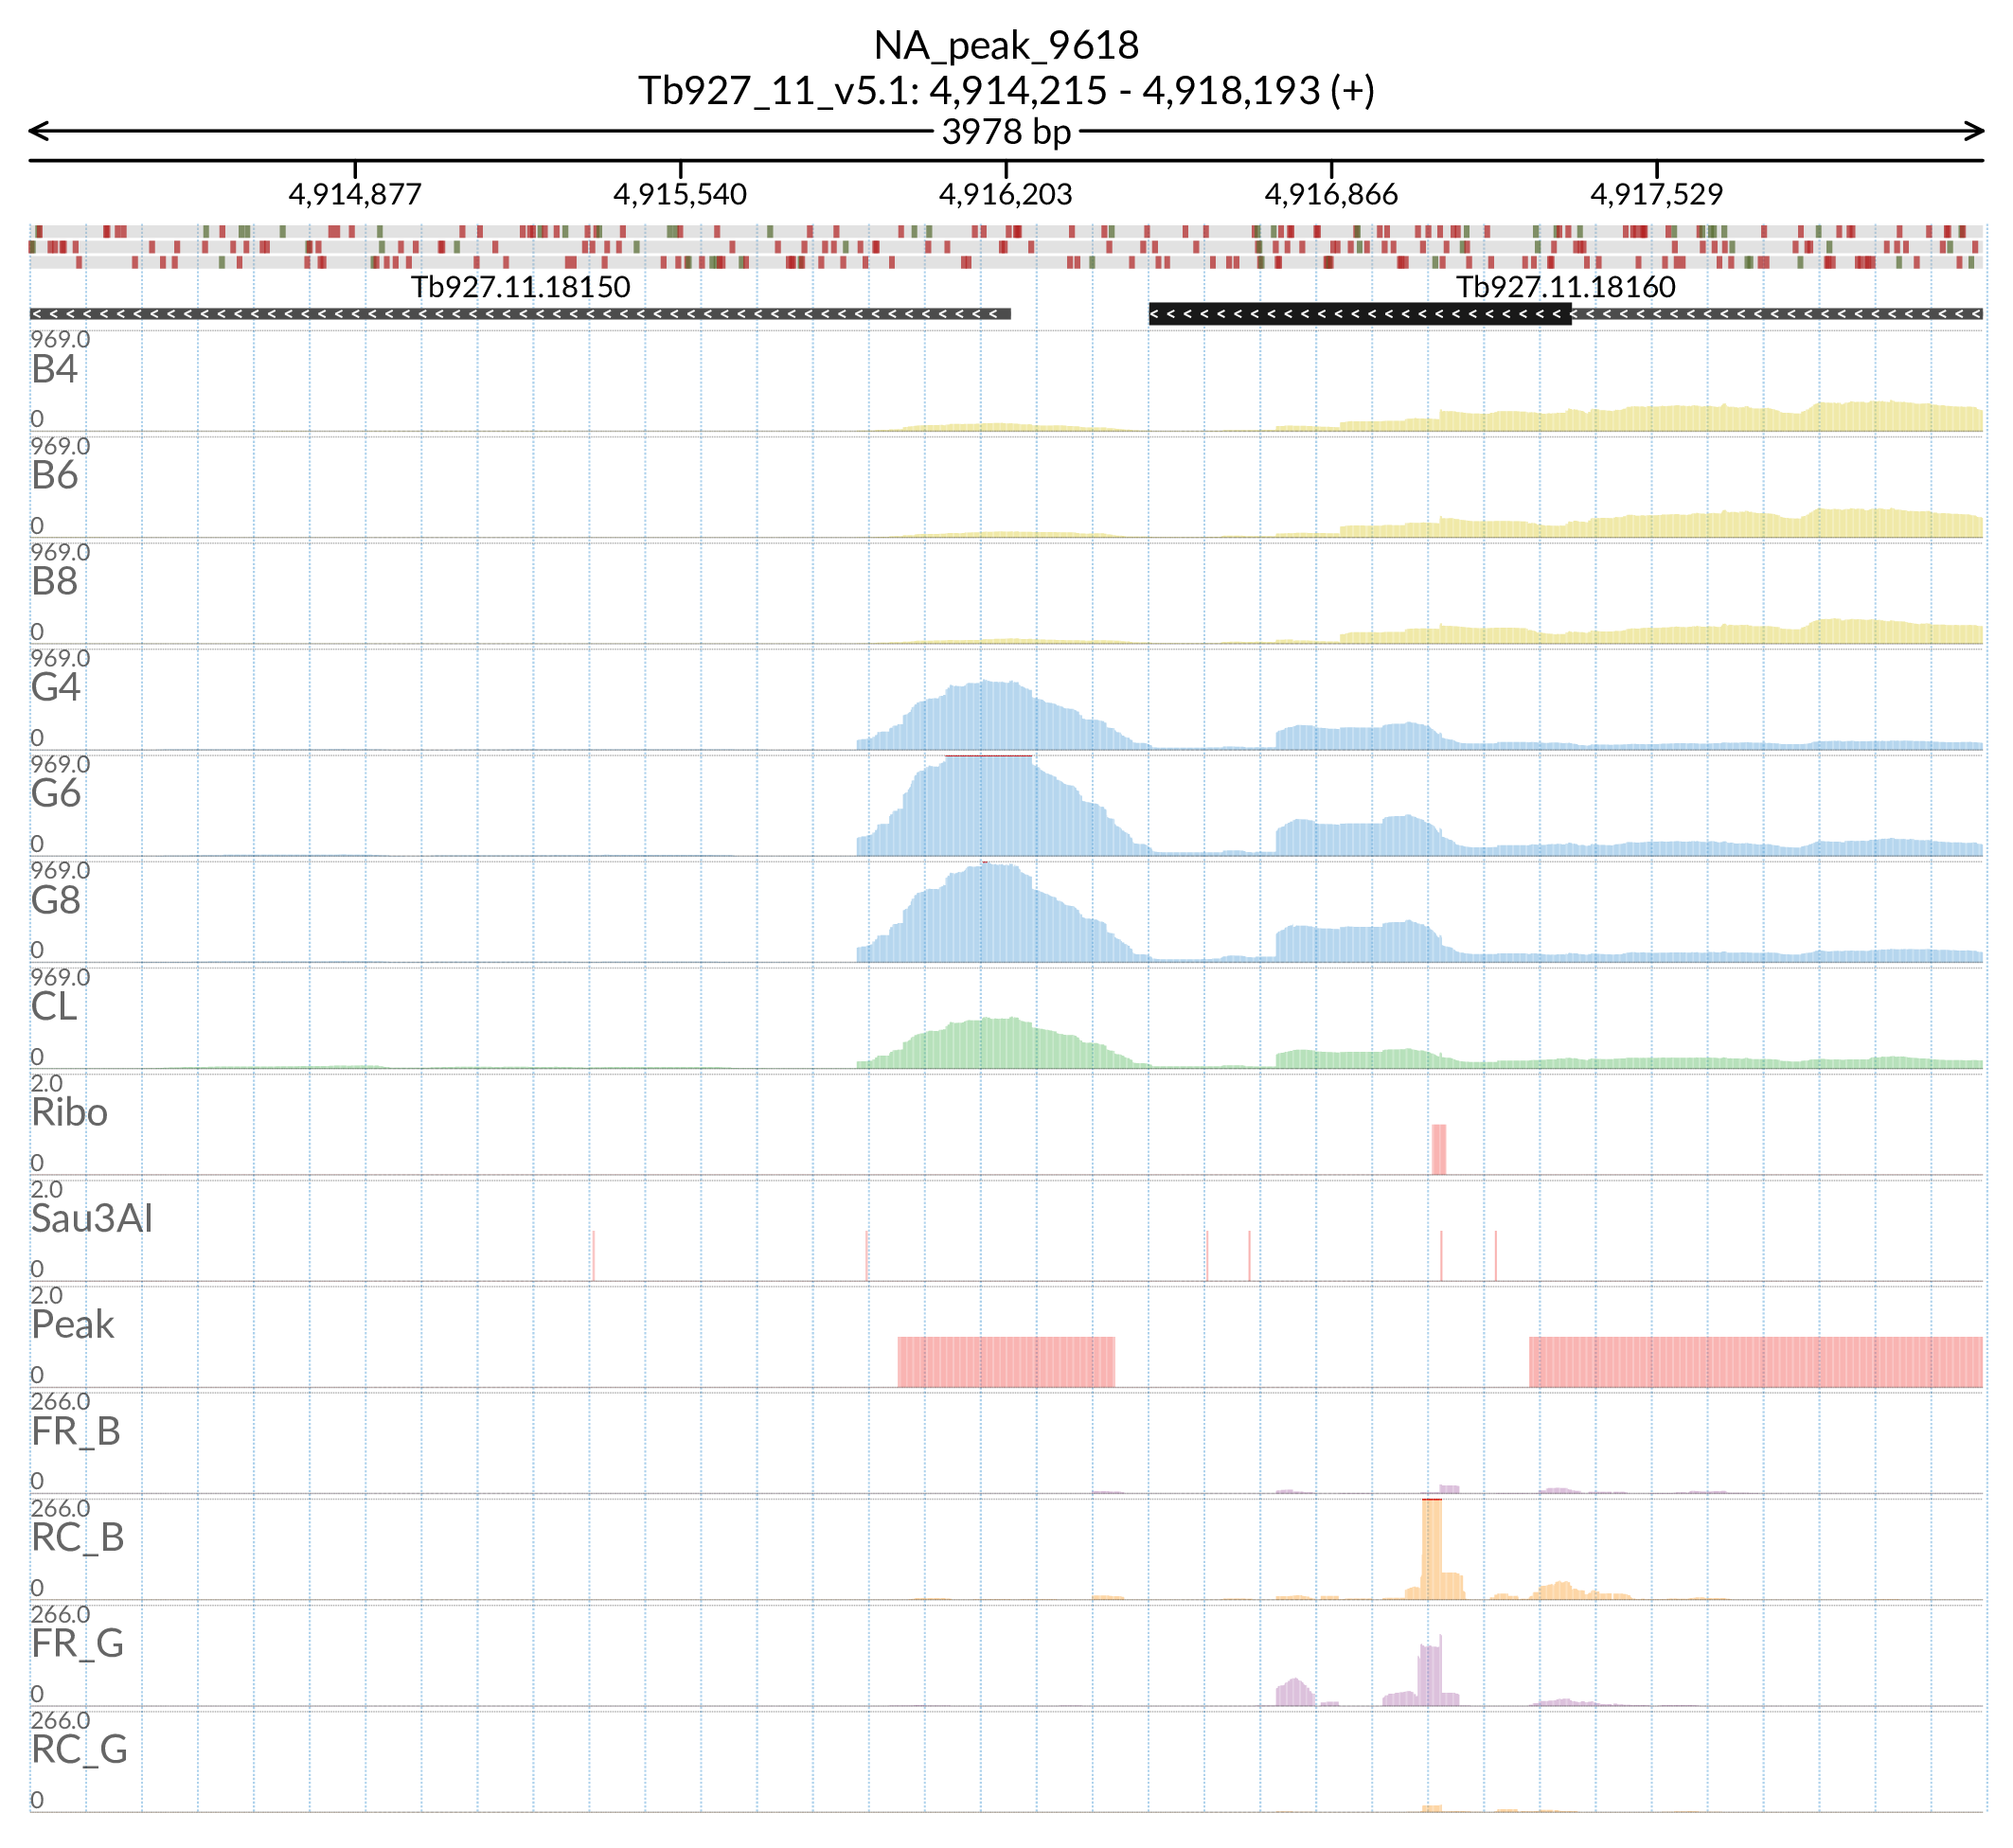 NA_peak_9618
Tb927_11_v5.1: 4,914,215 - 4,918,193 (+)
3978 bp
4,914,877 4,915,540 4,916,203 4,916,866 4,917,529
Tb927.11.18150 Tb927.11.18160
969.0
B4
0
969.0
B6
0
969.0
B8
0
969.0
G4
0
969.0
G6
0
969.0
G8
0
969.0
CL
0
2.0
Ribo
0
2.0
Sau3AI
0
2.0
Peak
0
266.0
FR_B
0
266.0
RC_B
0
266.0
FR_G
0
266.0
RC_G
0